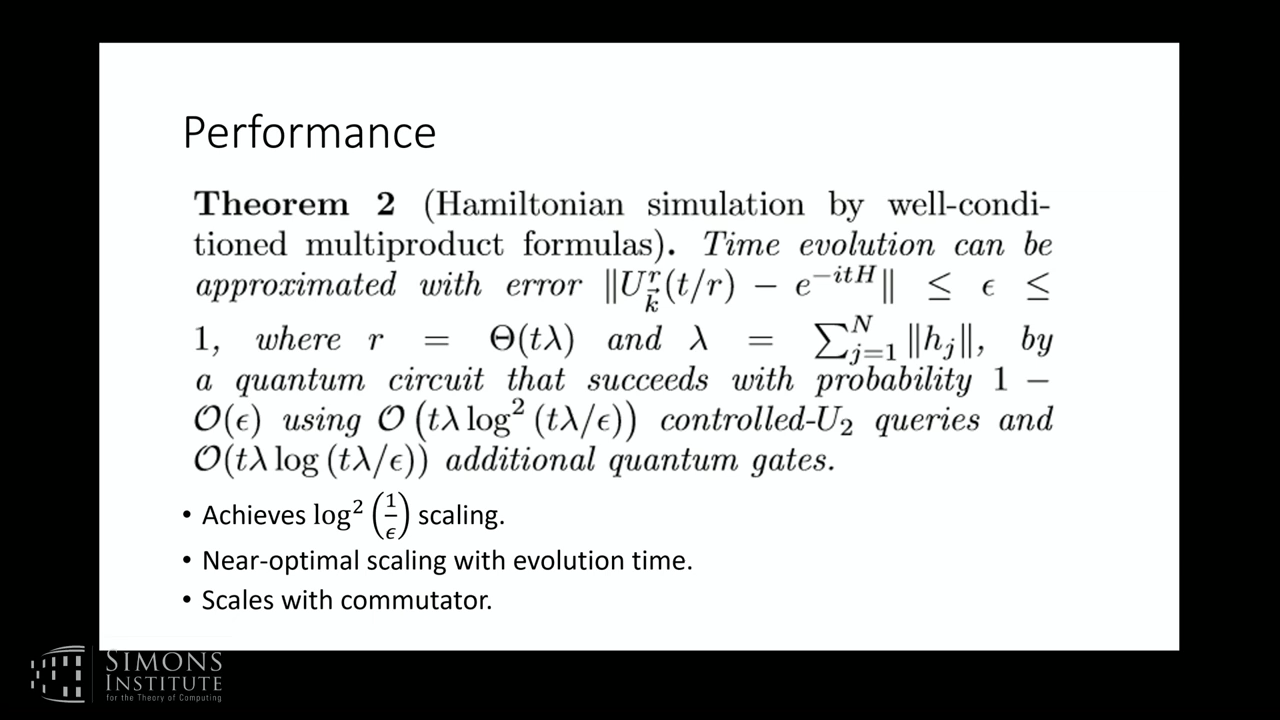 Performance
Theorem 2 (Hamiltonian simulation by well-condi-
tioned multiproduct formulas). Time evolution can be
approximated with error ‖U^r_{\vec{k}}(t/r) − e^{−itH}‖ ≤ ϵ ≤
1, where r = Θ(tλ) and λ = ∑^N_{j=1} ‖h_j‖, by
a quantum circuit that succeeds with probability 1 −
𝒪(ϵ) using 𝒪 (tλ log² (tλ/ϵ)) controlled-U₂ queries and
𝒪(tλ log (tλ/ϵ)) additional quantum gates.
• Achieves log² (1/ϵ) scaling.
• Near-optimal scaling with evolution time.
• Scales with commutator.
SIMONS
INSTITUTE
for the Theory of Computing